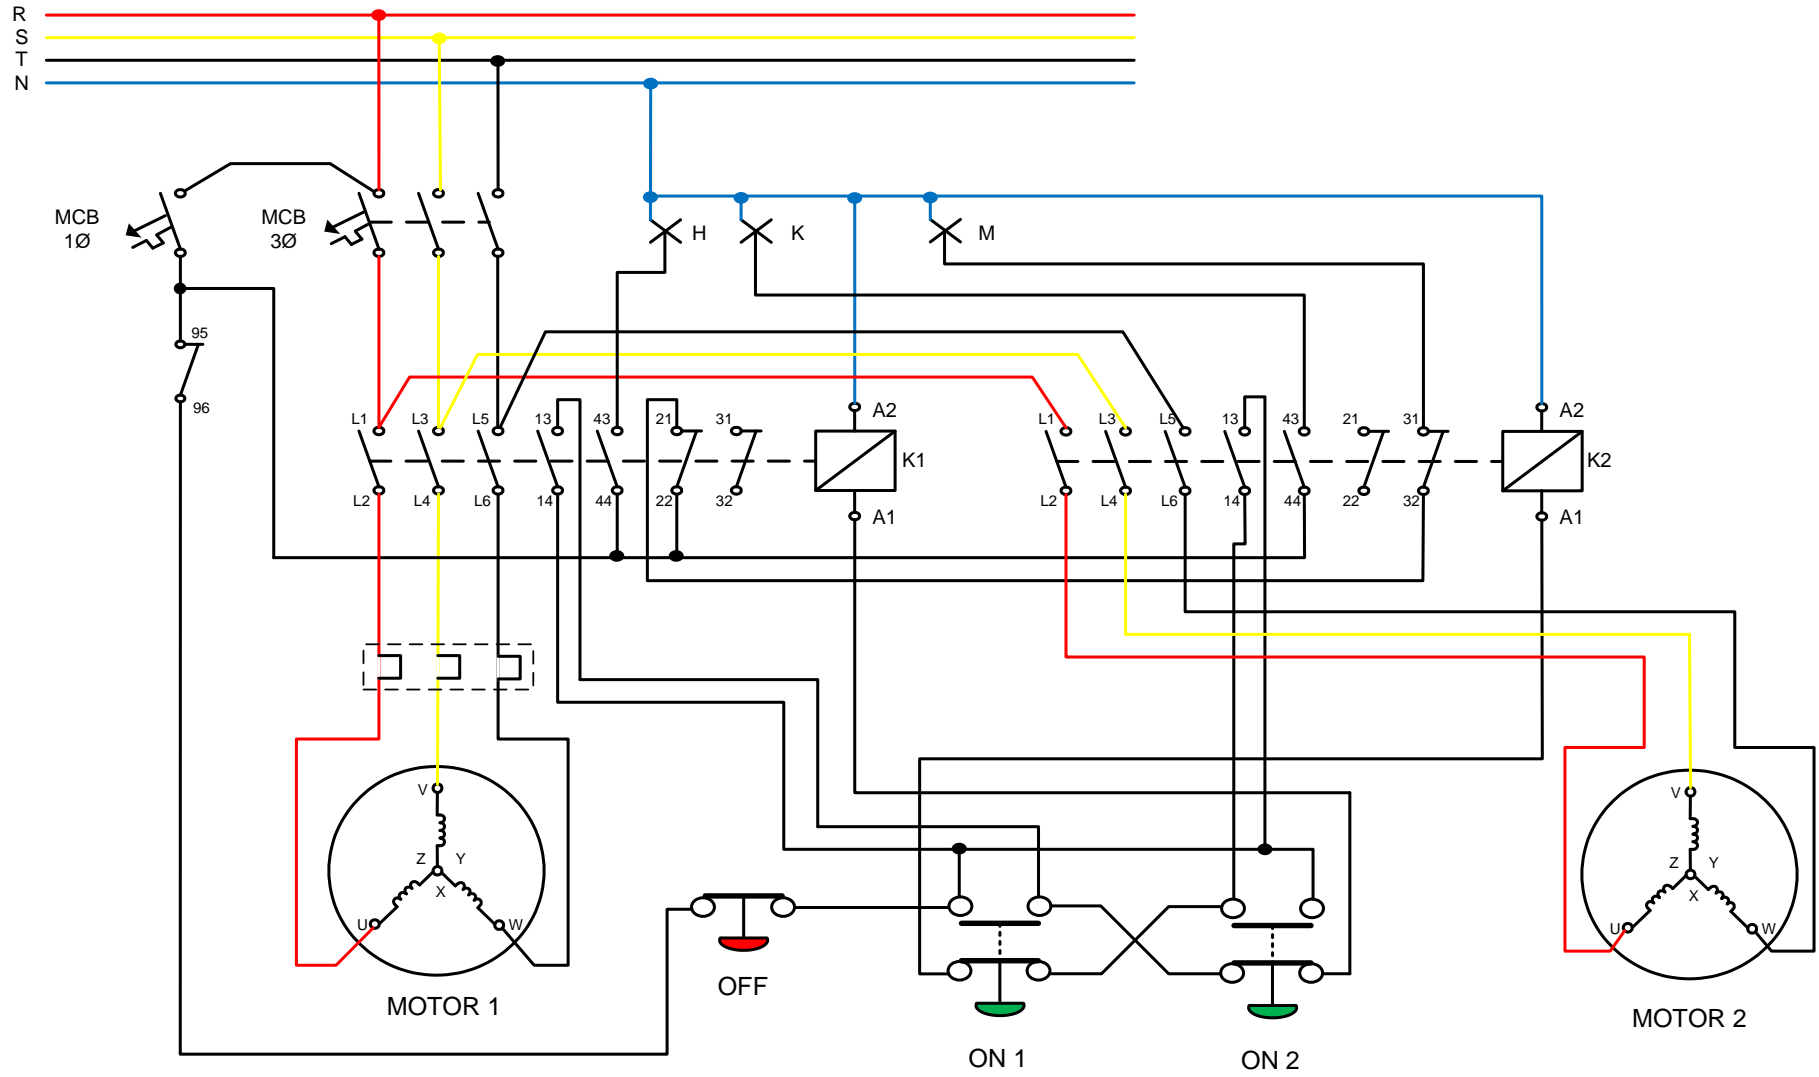 R
S
T
N
MCB
1Ø
MCB
3Ø
H
K
M
95
96
L1
L3
L5
13
43
21
31
A2
K1
L2
L4
L6
14
44
22
32
A1
L1
L3
L5
13
43
21
31
A2
K2
L2
L4
L6
14
44
22
32
A1
V
Z
Y
X
U
W
MOTOR 1
OFF
ON 1
ON 2
V
Z
Y
X
U
W
MOTOR 2